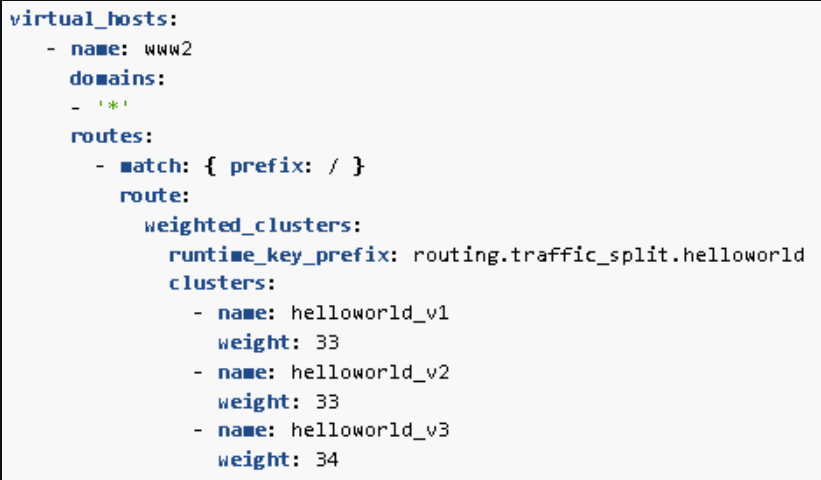 virtual_hosts:
   - name: www2
     domains:
     - '*'
     routes:
       - match: { prefix: / }
         route:
           weighted_clusters:
             runtime_key_prefix: routing.traffic_split.helloworld
             clusters:
               - name: helloworld_v1
                 weight: 33
               - name: helloworld_v2
                 weight: 33
               - name: helloworld_v3
                 weight: 34